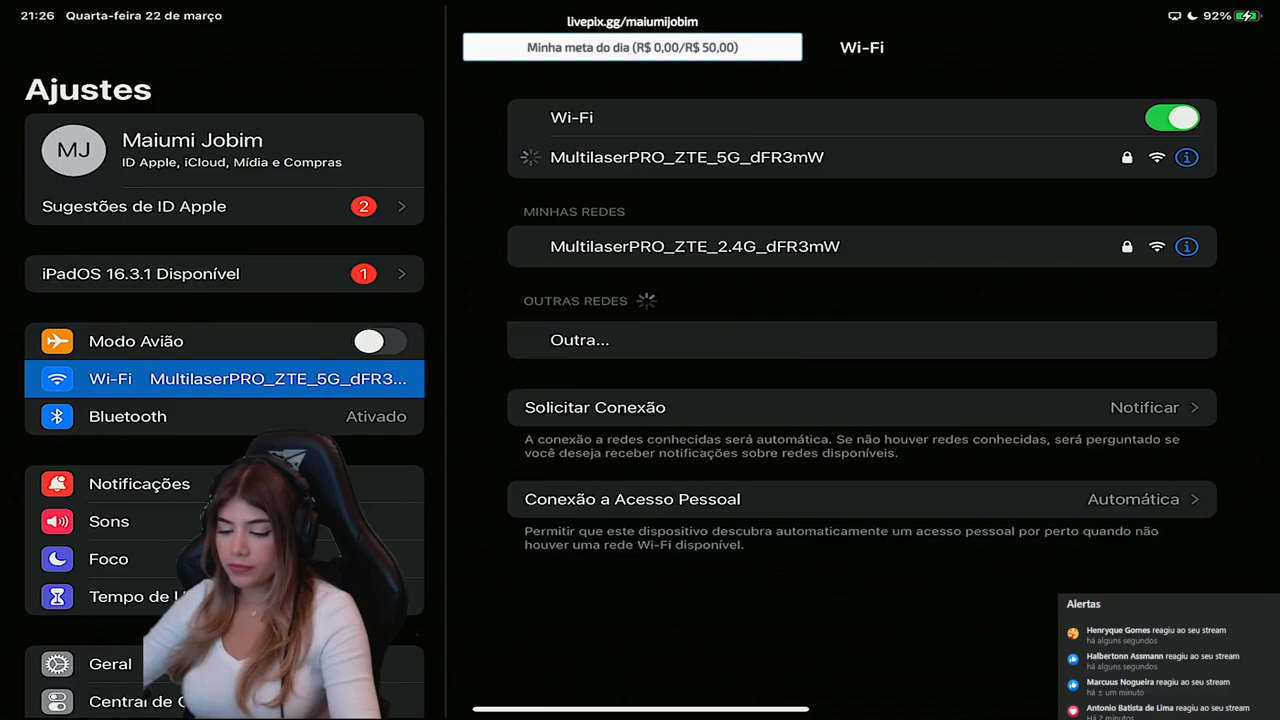 21:26 Quarta-feira 22 de março
livepix.gg/maiumijobim
92%
Minha meta do dia (R$ 0,00/R$ 50,00)
Wi-Fi
Ajustes
MJ
Maiumi Jobim
ID Apple, iCloud, Mídia e Compras
Sugestões de ID Apple 2
iPadOS 16.3.1 Disponível 1
Modo Avião
Wi-Fi MultilaserPRO_ZTE_5G_dFR3...
Bluetooth Ativado
Notificações
Sons
Foco
Tempo de
Geral
Central de
Wi-Fi
MultilaserPRO_ZTE_5G_dFR3mW
MINHAS REDES
MultilaserPRO_ZTE_2.4G_dFR3mW
OUTRAS REDES
Outra...
Solicitar Conexão Notificar
A conexão a redes conhecidas será automática. Se não houver redes conhecidas, será perguntado se
você deseja receber notificações sobre redes disponíveis.
Conexão a Acesso Pessoal Automática
Permitir que este dispositivo descubra automaticamente um acesso pessoal por perto quando não
houver uma rede Wi-Fi disponível.
Alertas
Henryque Gomes reagiu ao seu stream
há alguns segundos
Halbertonn Assmann reagiu ao seu stream
há alguns segundos
Marcuus Nogueira reagiu ao seu stream
há ± um minuto
Antonio Batista de Lima reagiu ao seu stream
Há 2 minutos